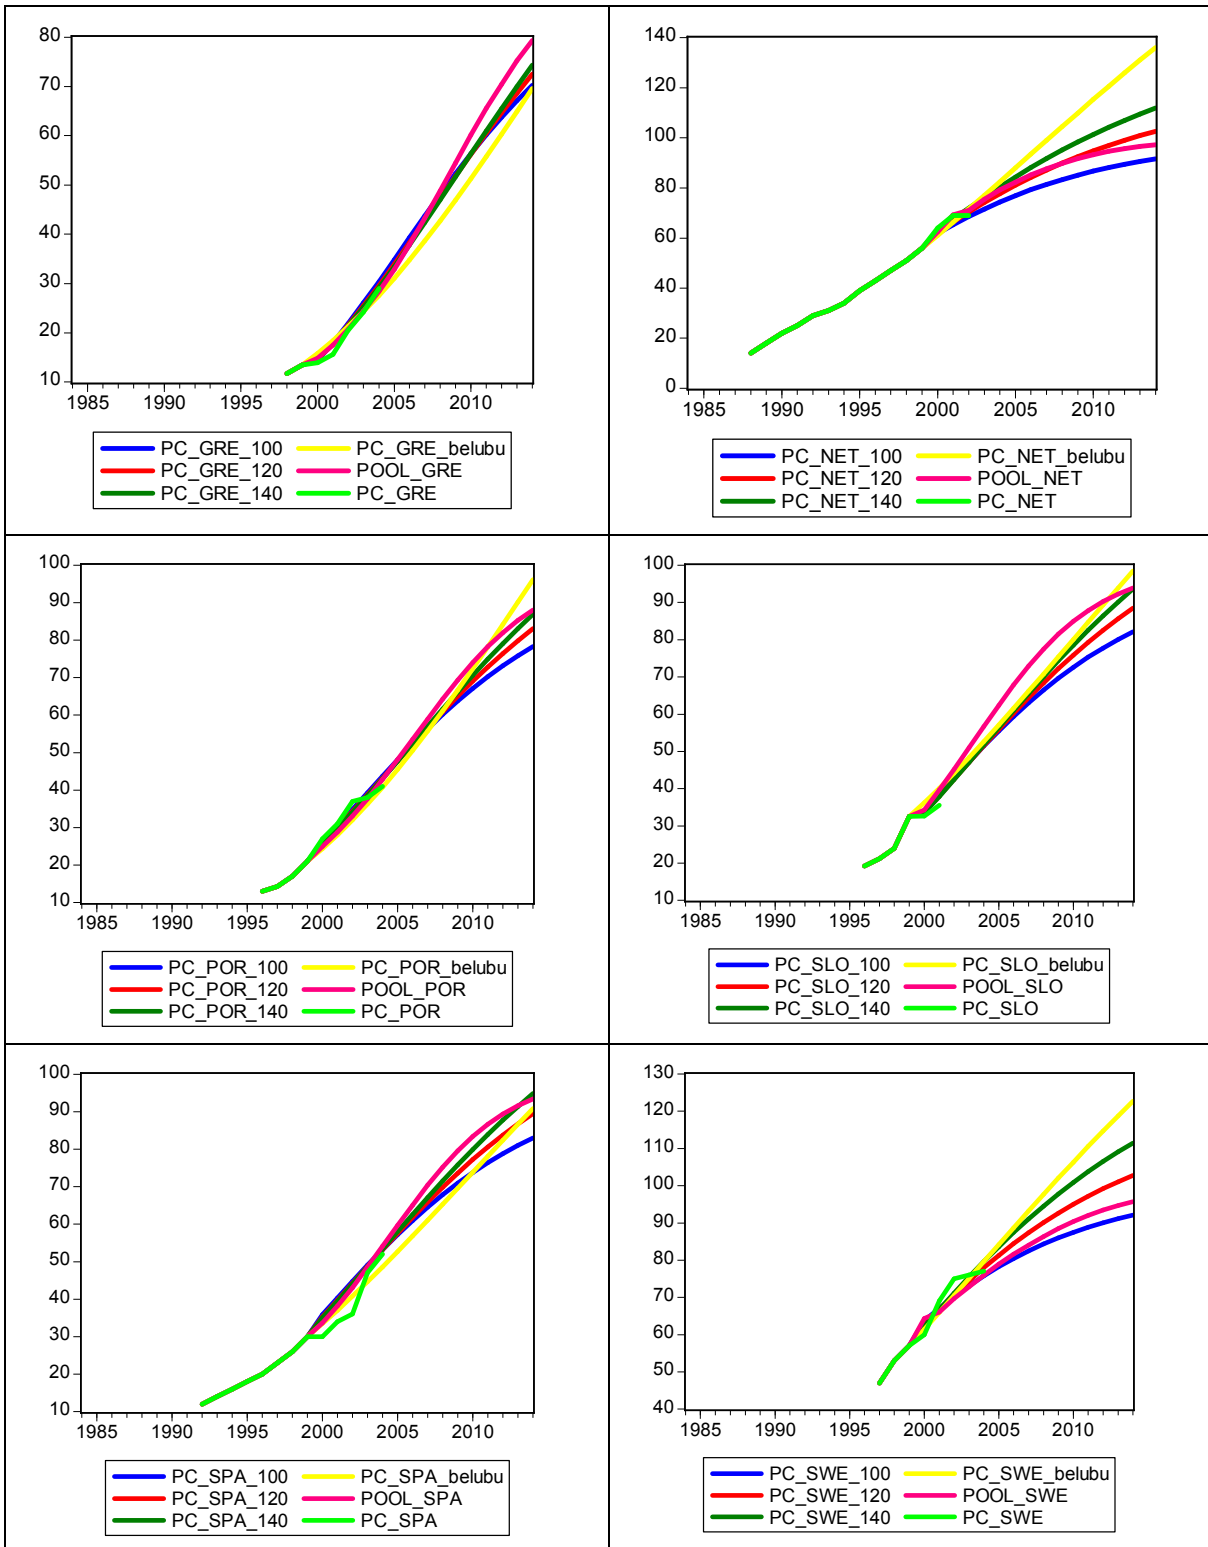 80
70
60
50
40
30
20
10
1985 1990 1995 2000 2005 2010
PC_GRE_100 PC_GRE_belubu
PC_GRE_120 POOL_GRE
PC_GRE_140 PC_GRE
140
120
100
80
60
40
20
0
1985 1990 1995 2000 2005 2010
PC_NET_100 PC_NET_belubu
PC_NET_120 POOL_NET
PC_NET_140 PC_NET
100
90
80
70
60
50
40
30
20
10
1985 1990 1995 2000 2005 2010
PC_POR_100 PC_POR_belubu
PC_POR_120 POOL_POR
PC_POR_140 PC_POR
100
90
80
70
60
50
40
30
20
10
1985 1990 1995 2000 2005 2010
PC_SLO_100 PC_SLO_belubu
PC_SLO_120 POOL_SLO
PC_SLO_140 PC_SLO
100
90
80
70
60
50
40
30
20
10
1985 1990 1995 2000 2005 2010
PC_SPA_100 PC_SPA_belubu
PC_SPA_120 POOL_SPA
PC_SPA_140 PC_SPA
130
120
110
100
90
80
70
60
50
40
1985 1990 1995 2000 2005 2010
PC_SWE_100 PC_SWE_belubu
PC_SWE_120 POOL_SWE
PC_SWE_140 PC_SWE